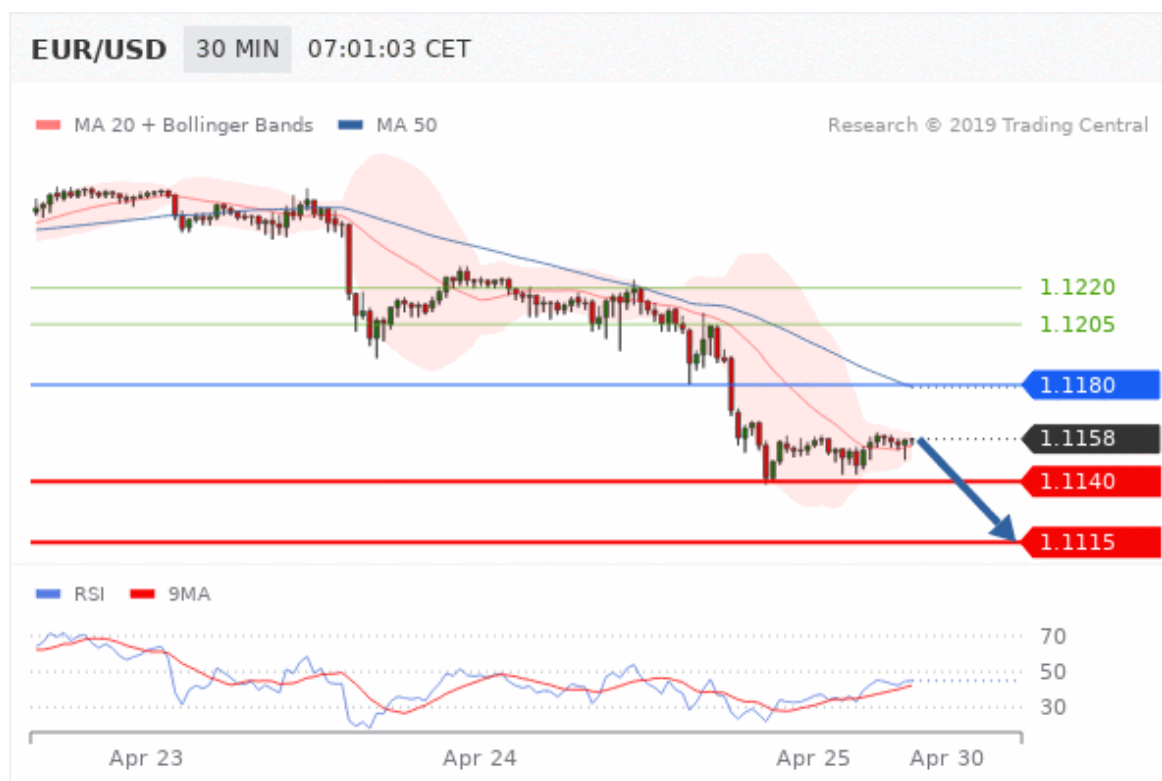 EUR/USD 30 MIN 07:01:03 CET
MA 20 + Bollinger Bands MA 50 Research © 2019 Trading Central
1.1220
1.1205
1.1180
1.1158
1.1140
1.1115
RSI 9MA
70
50
30
Apr 23 Apr 24 Apr 25 Apr 30